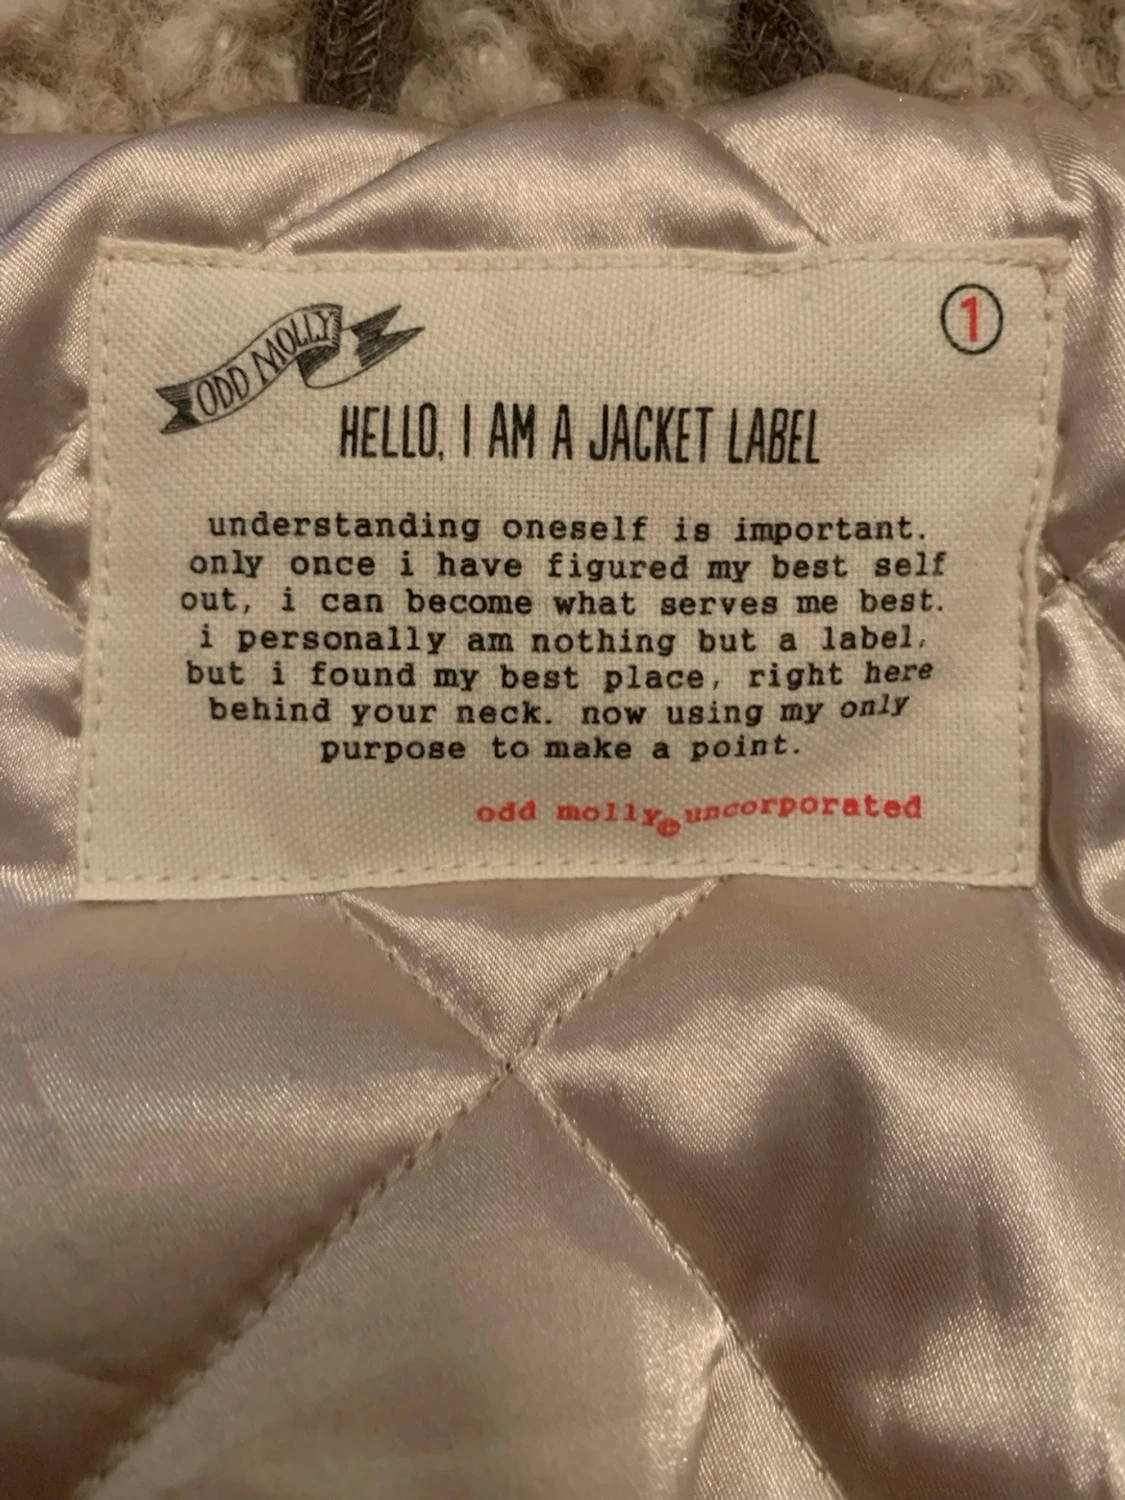 ODD MOLLY
1
HELLO, I AM A JACKET LABEL
understanding oneself is important.
only once i have figured my best self
out, i can become what serves me best.
i personally am nothing but a label,
but i found my best place, right here
behind your neck. now using my only
purpose to make a point.
odd molly e uncorporated